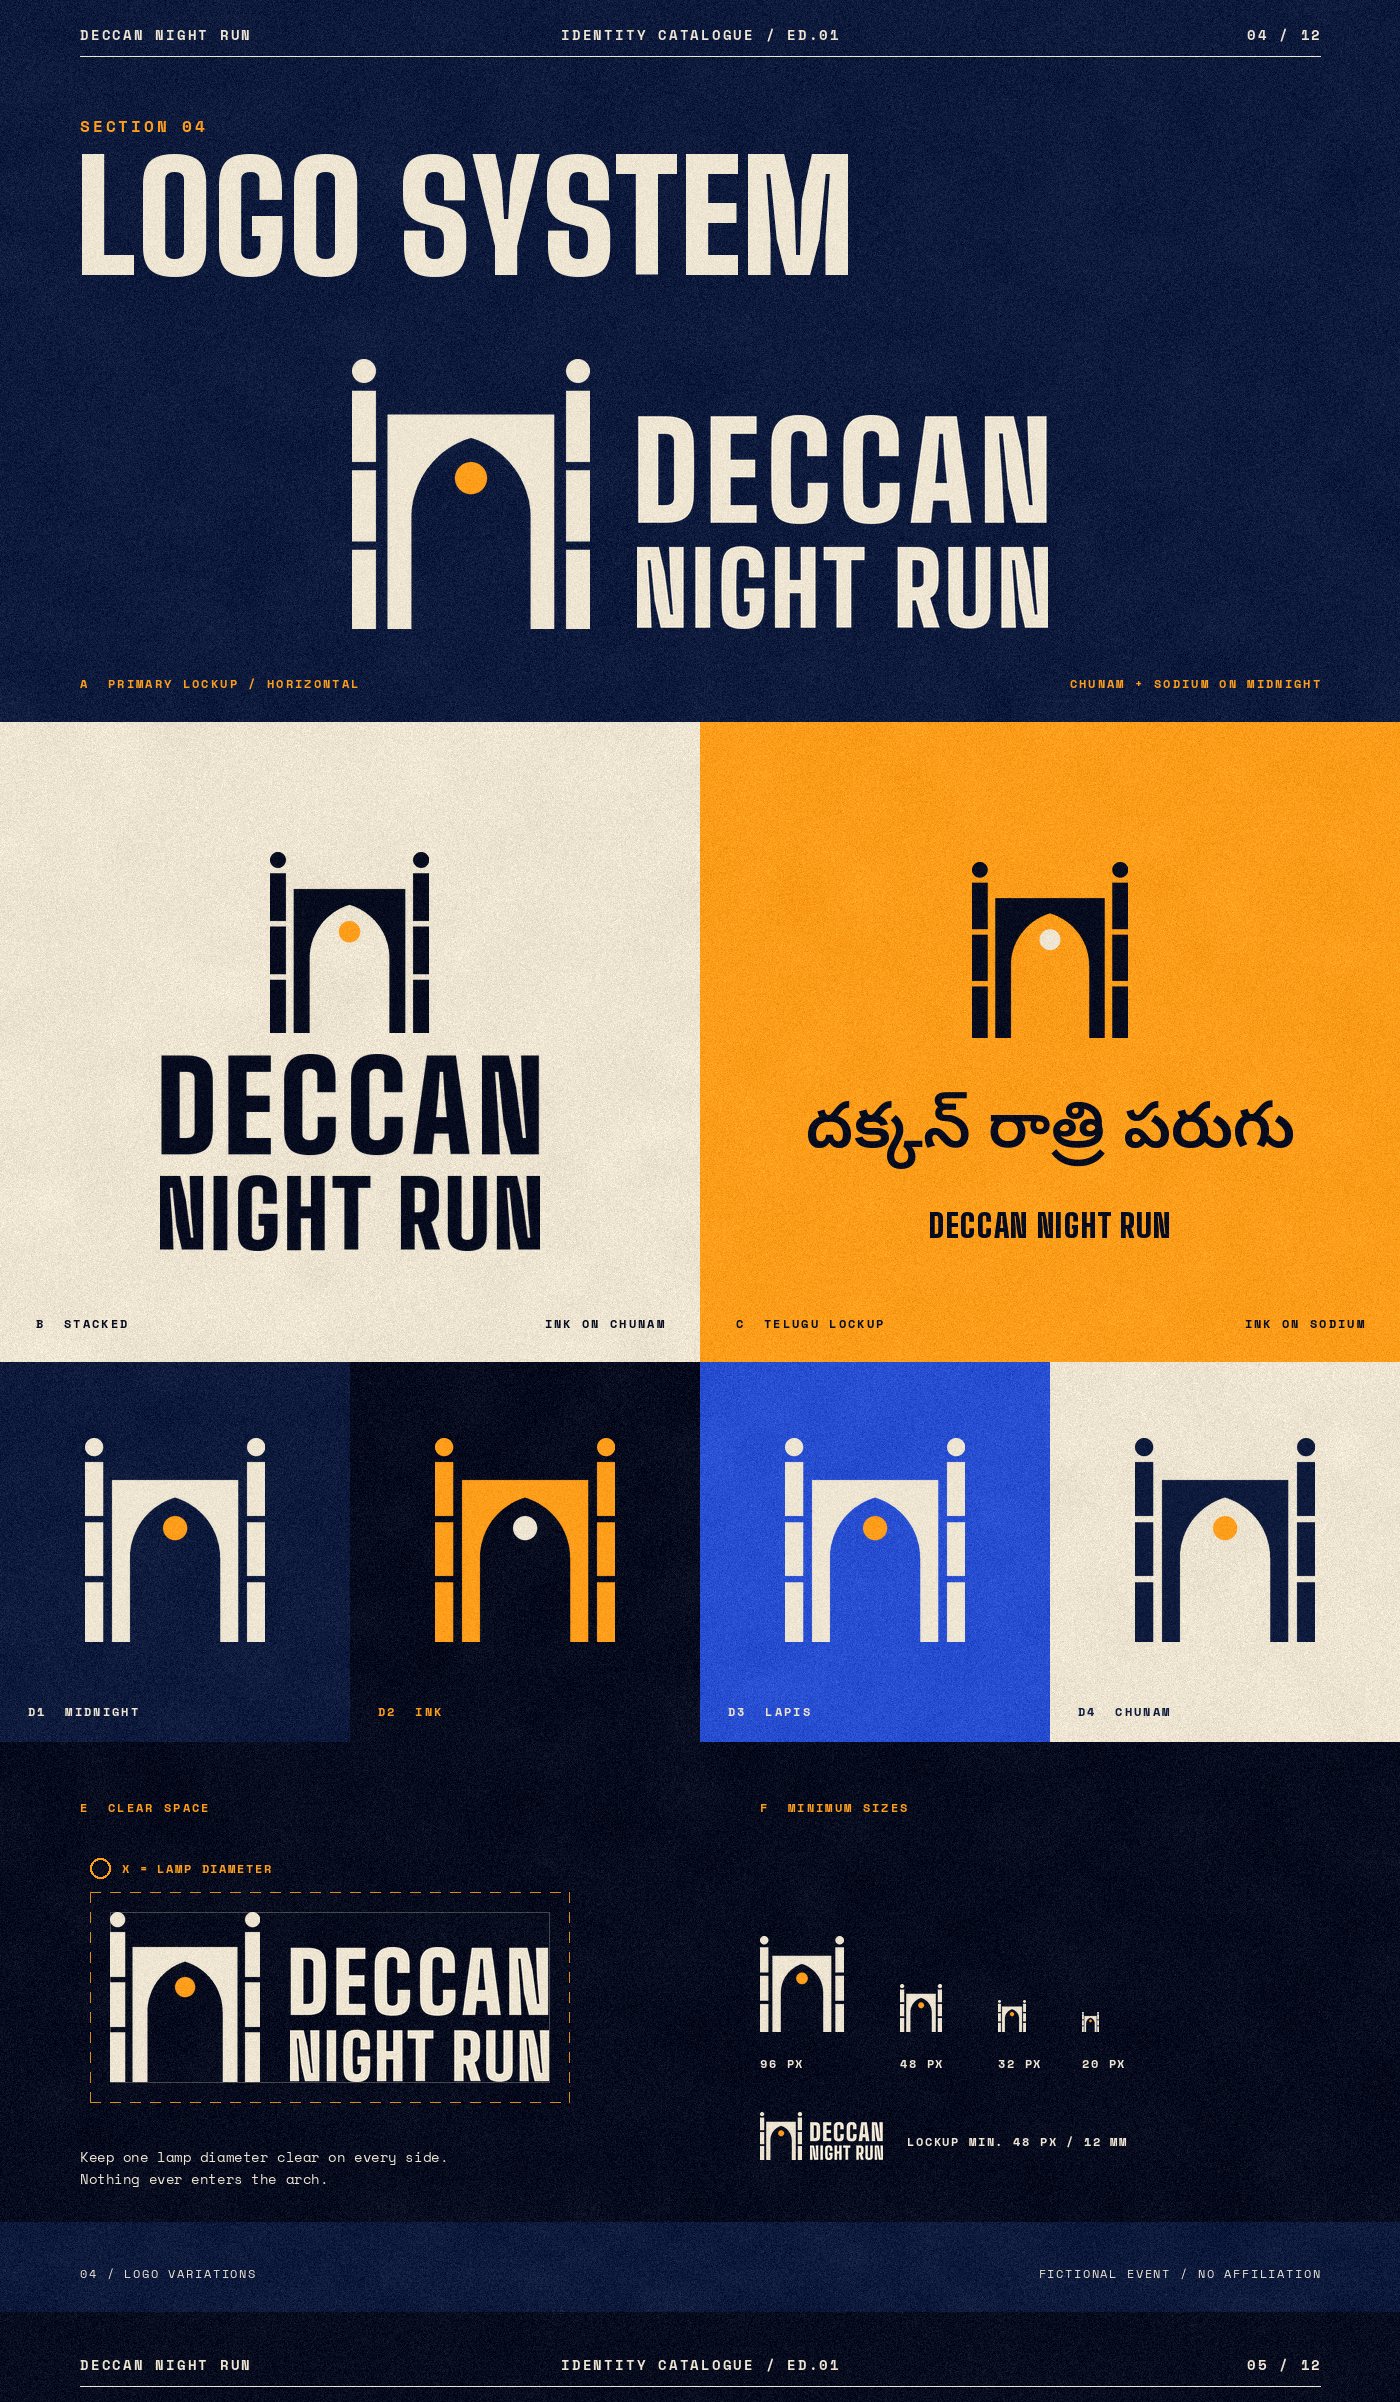 DECCAN NIGHT RUN
IDENTITY CATALOGUE / ED.01
04 / 12
SECTION 04
LOGO SYSTEM
DECCAN
NIGHT RUN
A PRIMARY LOCKUP / HORIZONTAL
CHUNAM + SODIUM ON MIDNIGHT
DECCAN
NIGHT RUN
B STACKED
INK ON CHUNAM
దక్కన్ రాత్రి పరుగు
DECCAN NIGHT RUN
C TELUGU LOCKUP
INK ON SODIUM
D1 MIDNIGHT
D2 INK
D3 LAPIS
D4 CHUNAM
E CLEAR SPACE
X = LAMP DIAMETER
DECCAN
NIGHT RUN
Keep one lamp diameter clear on every side.
Nothing ever enters the arch.
F MINIMUM SIZES
96 PX
48 PX
32 PX
20 PX
DECCAN
NIGHT RUN
LOCKUP MIN. 48 PX / 12 MM
04 / LOGO VARIATIONS
FICTIONAL EVENT / NO AFFILIATION
DECCAN NIGHT RUN
IDENTITY CATALOGUE / ED.01
05 / 12